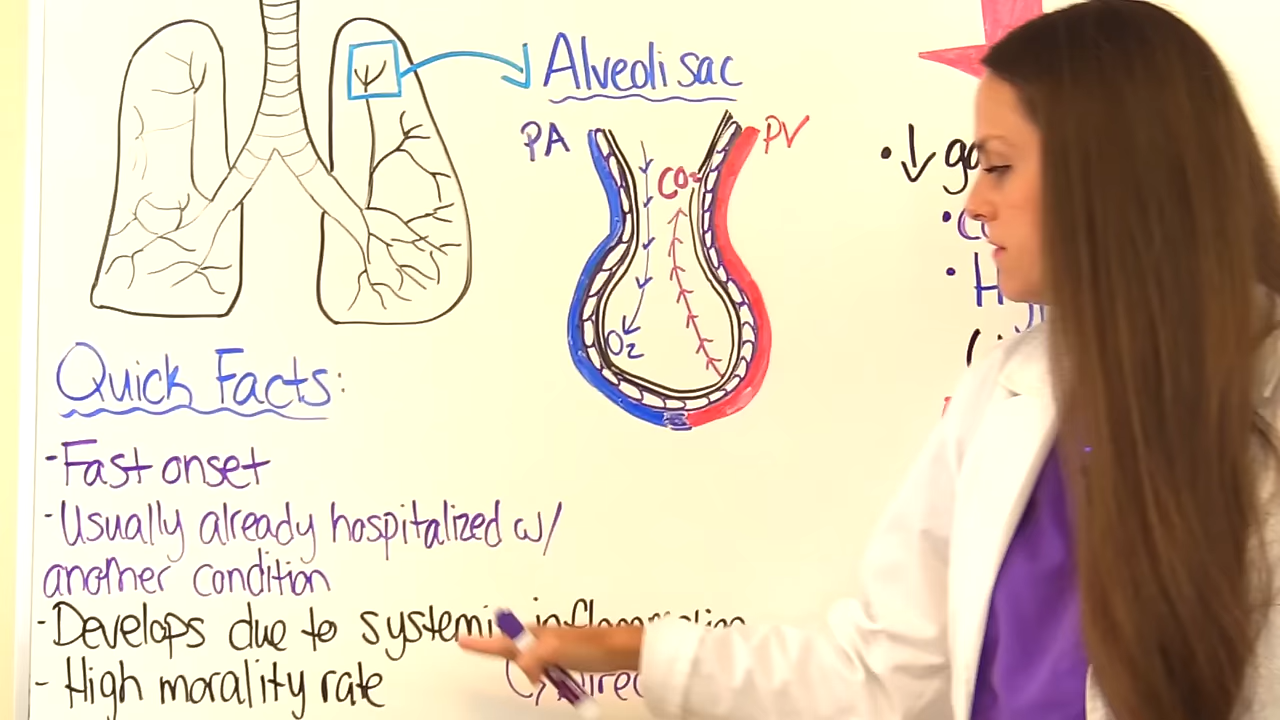 Alveoli sac
PA
PV
CO₂
O₂
Quick Facts:
- Fast onset
- Usually already hospitalized w/
another condition
- Develops due to systemic inflammation
- High morality rate
• ↓